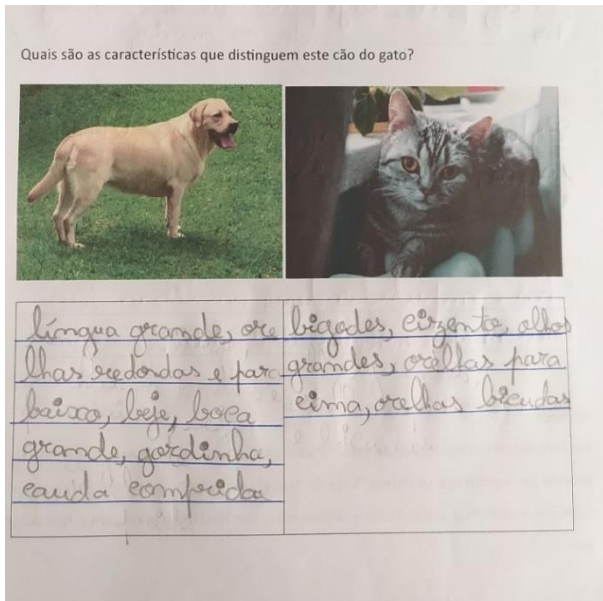 Quais são as características que distinguem este cão do gato?
língua grande, ore
lhas redondas e para
baixo, beje, boca
grande, gordinha,
cauda comprida
bigodes, cizento, olhos
grandes, orelhas para
cima, orelhas bicudas